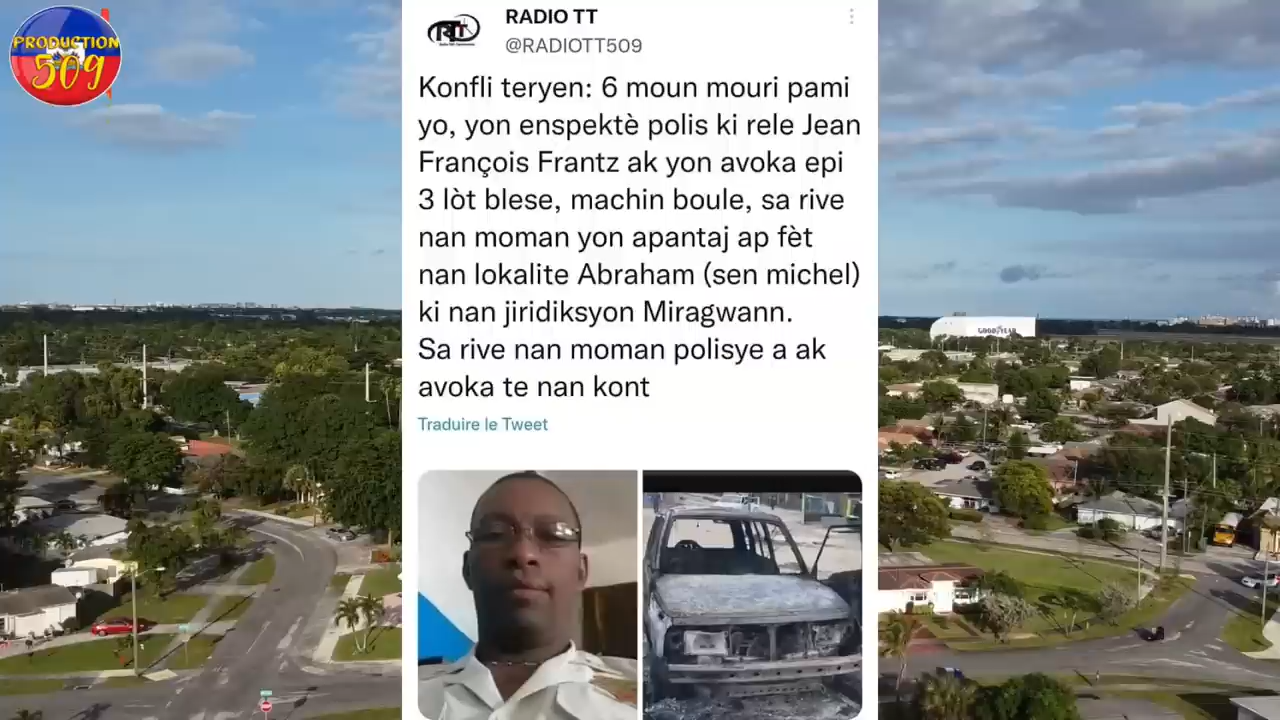 PRODUCTION
509
RADIO TT
@RADIOTT509
Konfli teryen: 6 moun mouri pami
yo, yon enspektè polis ki rele Jean
François Frantz ak yon avoka epi
3 lòt blese, machin boule, sa rive
nan moman yon apantaj ap fèt
nan lokalite Abraham (sen michel)
ki nan jiridiksyon Miragwann.
Sa rive nan moman polisye a ak
avoka te nan kont
Traduire le Tweet
GOODYEAR